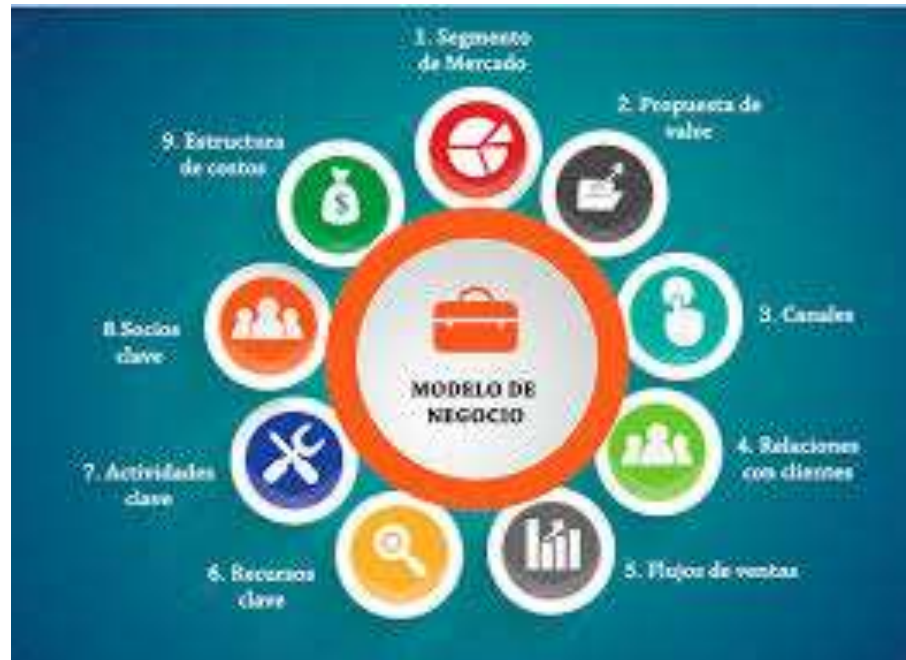 1. Segmento
de Mercado
2. Propuesta de
valor
3. Canales
4. Relaciones
con clientes
5. Flujos de ventas
6. Recursos
clave
7. Actividades
clave
8.Socios
clave
9. Estructura
de costos
MODELO DE
NEGOCIO